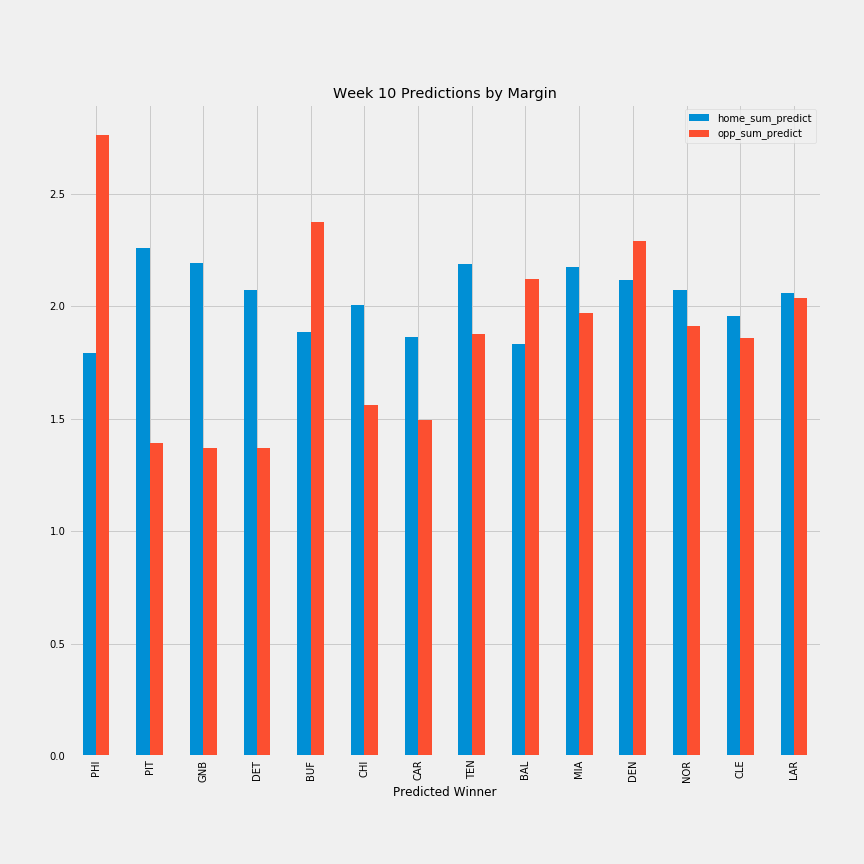 Week 10 Predictions by Margin
home_sum_predict
opp_sum_predict
2.5
2.0
1.5
1.0
0.5
0.0
PHI
PIT
GNB
DET
BUF
CHI
CAR
TEN
BAL
MIA
DEN
NOR
CLE
LAR
Predicted Winner